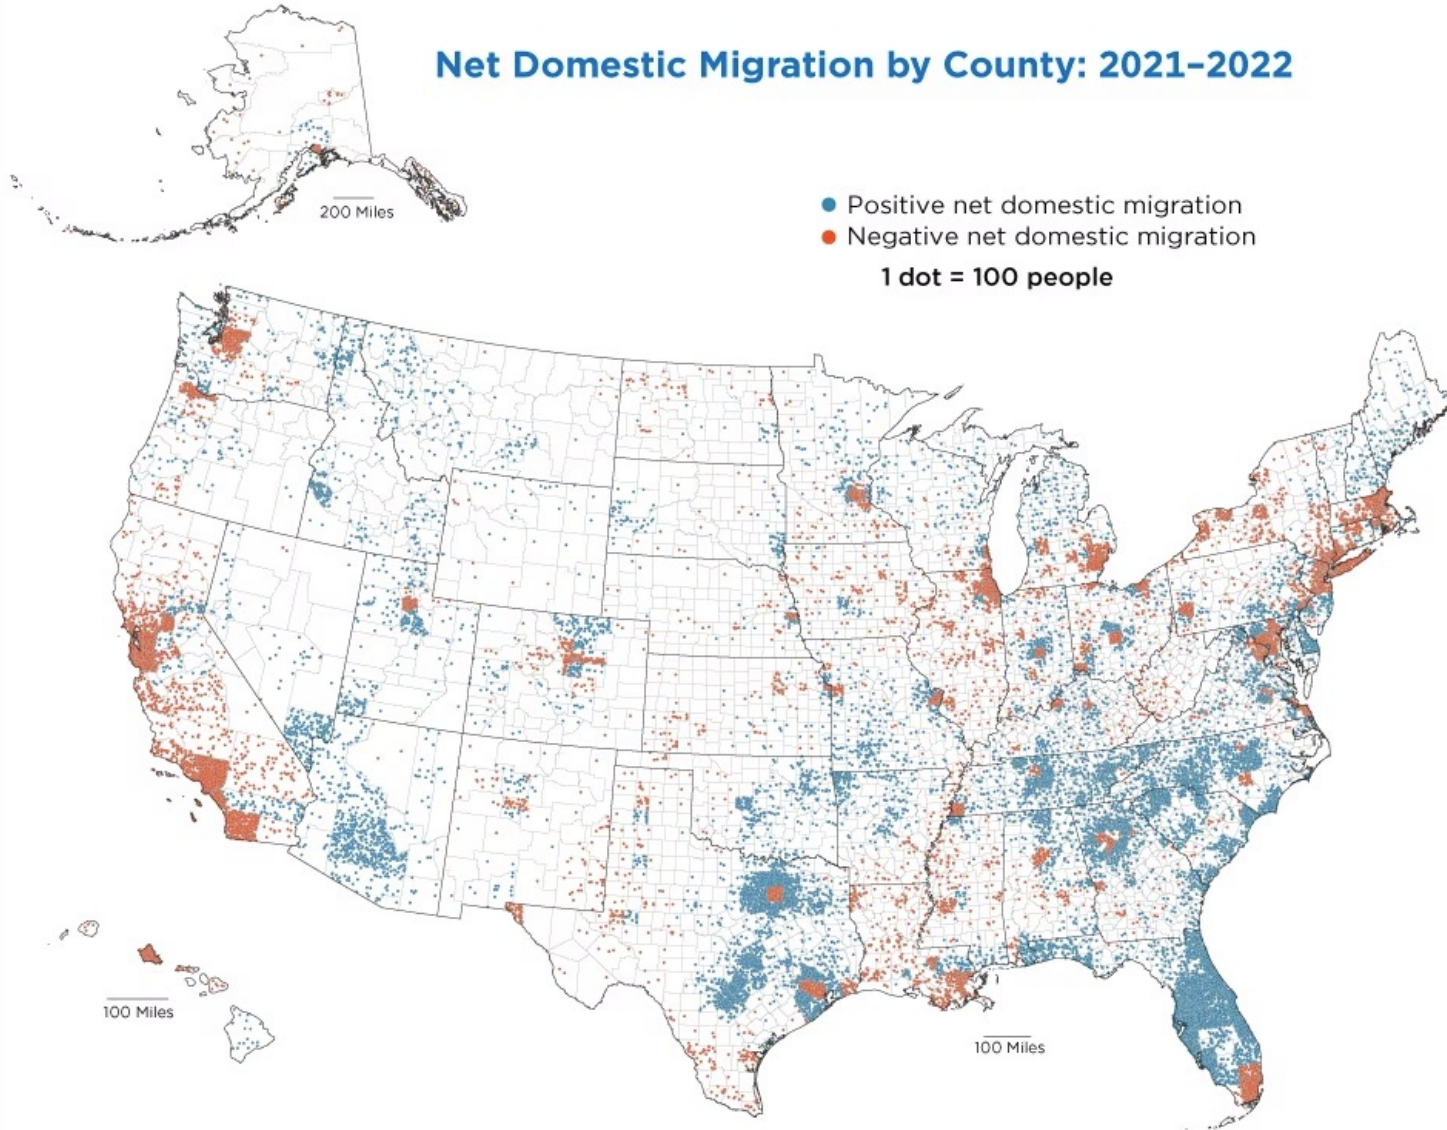 Net Domestic Migration by County: 2021–2022
200 Miles
Positive net domestic migration
Negative net domestic migration
1 dot = 100 people
100 Miles
100 Miles